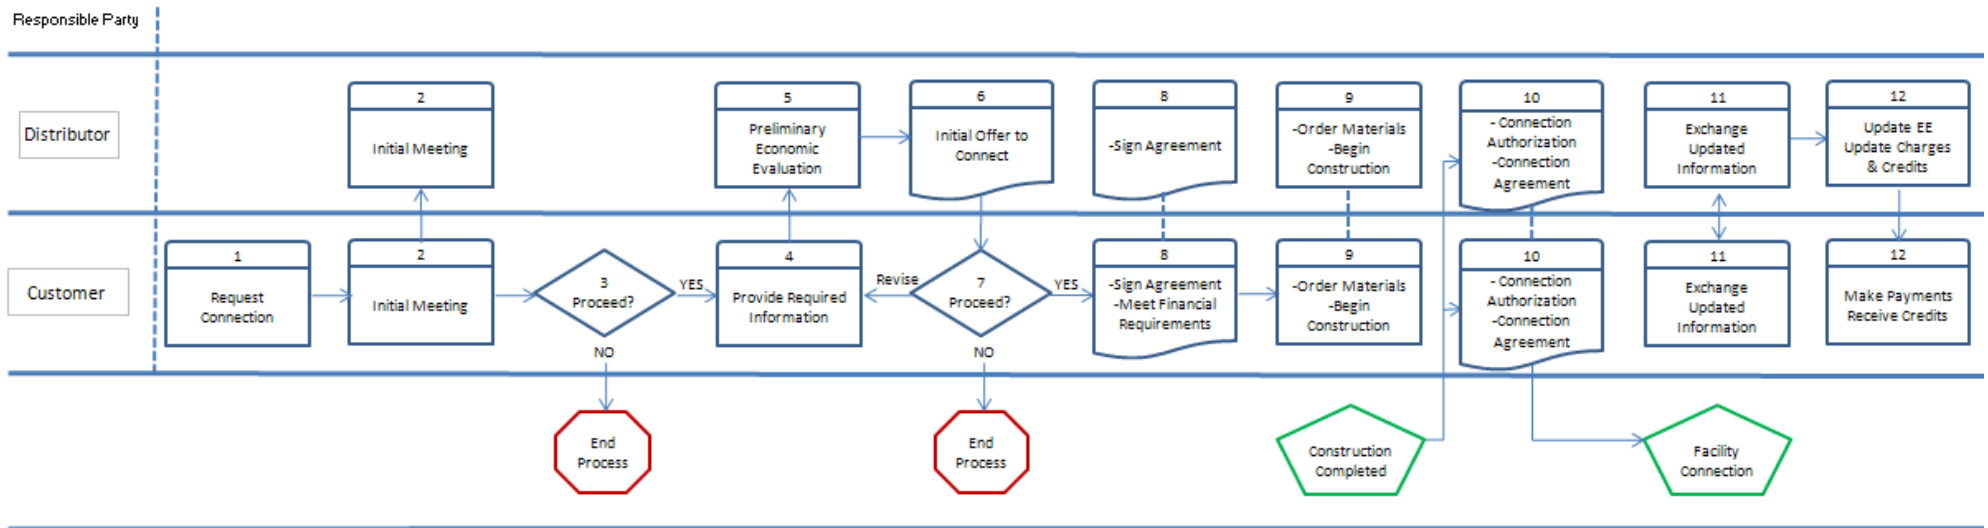 Responsible Party
Distributor
2
Initial Meeting
5
Preliminary
Economic
Evaluation
6
Initial Offer to
Connect
8
-Sign Agreement
9
-Order Materials
-Begin
Construction
10
- Connection
Authorization
-Connection
Agreement
11
Exchange
Updated
Information
12
Update EE
Update Charges
& Credits
Customer
1
Request
Connection
2
Initial Meeting
3
Proceed?
YES
NO
4
Provide Required
Information
Revise
7
Proceed?
YES
NO
8
-Sign Agreement
-Meet Financial
Requirements
9
-Order Materials
-Begin
Construction
10
- Connection
Authorization
-Connection
Agreement
11
Exchange
Updated
Information
12
Make Payments
Receive Credits
End
Process
End
Process
Construction
Completed
Facility
Connection